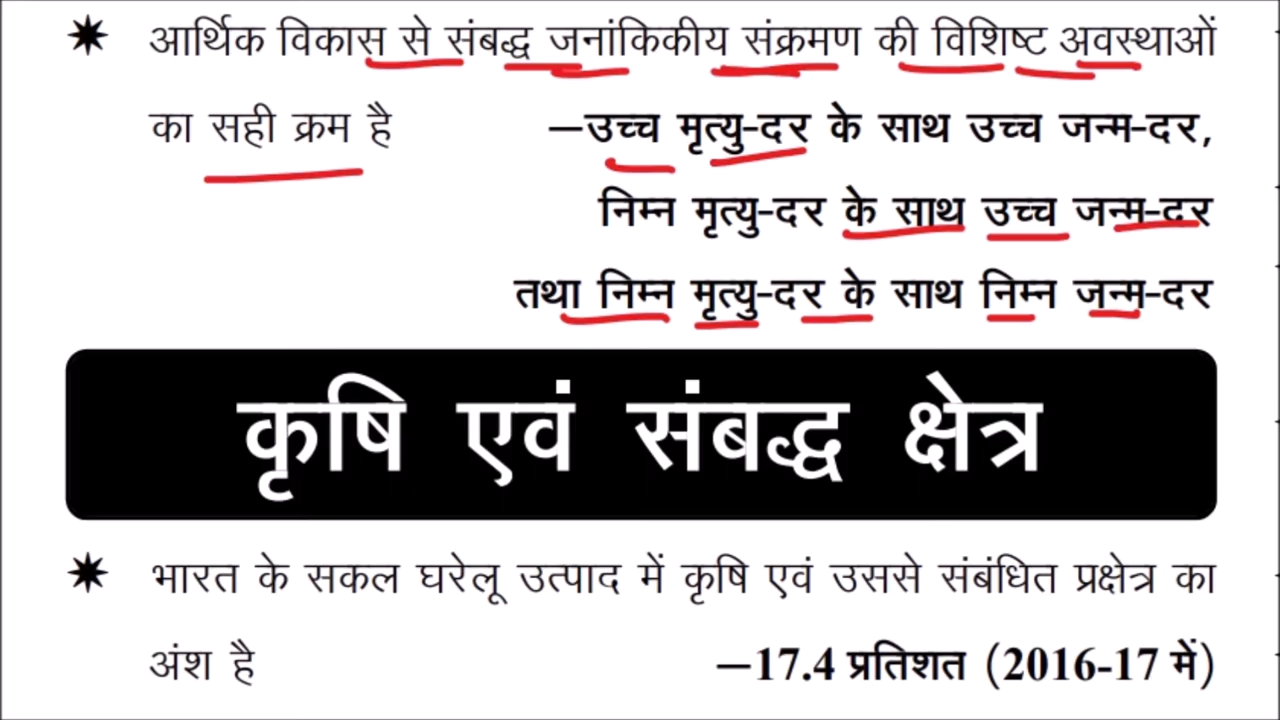 ✷ आर्थिक विकास से संबद्ध जनांकिकीय संक्रमण की विशिष्ट अवस्थाओं
का सही क्रम है –उच्च मृत्यु-दर के साथ उच्च जन्म-दर,
निम्न मृत्यु-दर के साथ उच्च जन्म-दर
तथा निम्न मृत्यु-दर के साथ निम्न जन्म-दर
कृषि एवं संबद्ध क्षेत्र
✷ भारत के सकल घरेलू उत्पाद में कृषि एवं उससे संबंधित प्रक्षेत्र का
अंश है –17.4 प्रतिशत (2016-17 में)